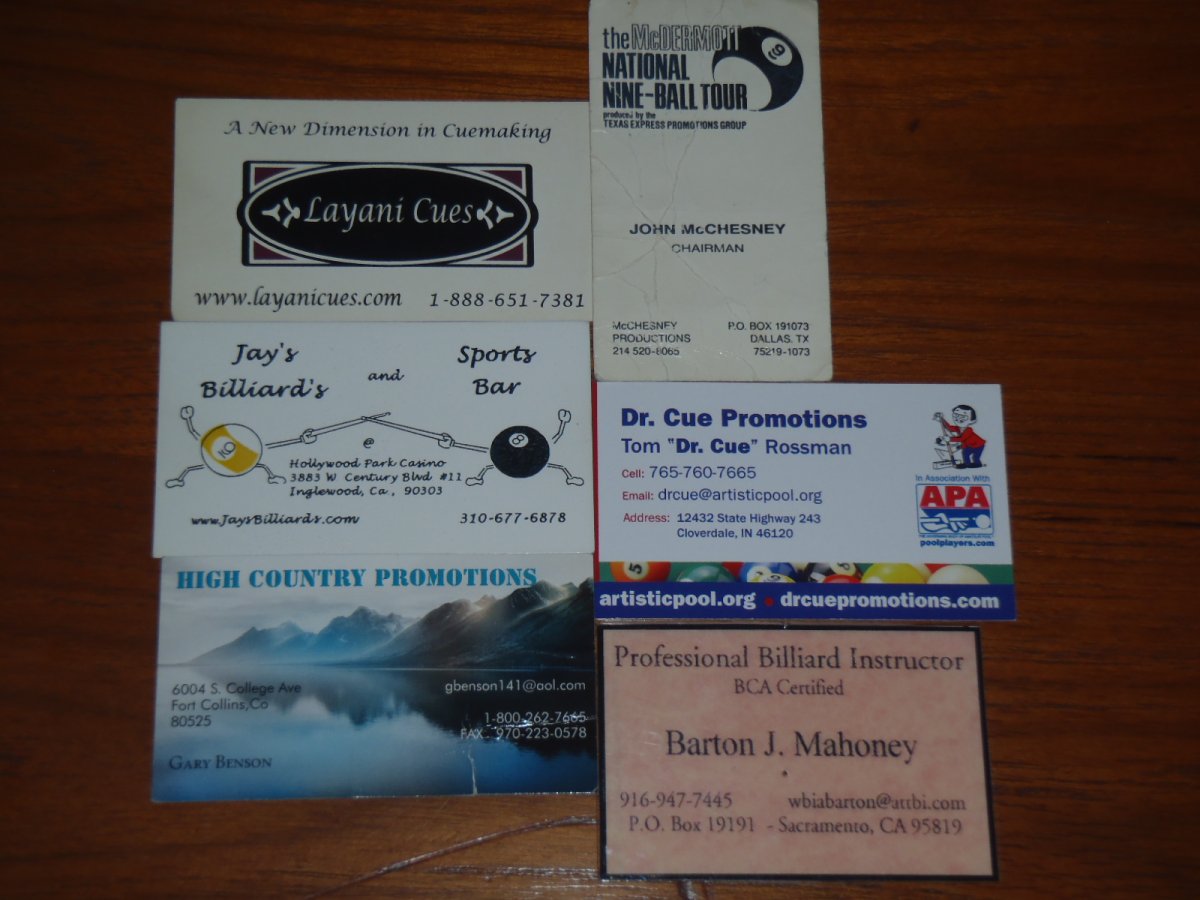 A New Dimension in Cuemaking
Layani Cues
www.layanicues.com 1-888-651-7381
the McDERMOTT
NATIONAL
NINE-BALL TOUR
produced by the
TEXAS EXPRESS PROMOTIONS GROUP
9
JOHN McCHESNEY
CHAIRMAN
McCHESNEY
PRODUCTIONS
214 520-8065
P.O. BOX 191073
DALLAS, TX
75219-1073
Jay's
Billiard's
and
Sports
Bar
8
@
Hollywood Park Casino
3883 W Century Blvd #11
Inglewood, Ca , 90303
www.JaysBilliards.com 310-677-6878
Dr. Cue Promotions
Tom "Dr. Cue" Rossman
Cell: 765-760-7665
Email: drcue@artisticpool.org
Address: 12432 State Highway 243
Cloverdale, IN 46120
In Association With
APA
poolplayers.com
5
artisticpool.org • drcuepromotions.com
HIGH COUNTRY PROMOTIONS
6004 S. College Ave
Fort Collins,Co
80525
gbenson141@aol.com
1-800-262-7665
FAX - 970-223-0578
GARY BENSON
Professional Billiard Instructor
BCA Certified
Barton J. Mahoney
916-947-7445 wbiabarton@attbi.com
P.O. Box 19191 - Sacramento, CA 95819